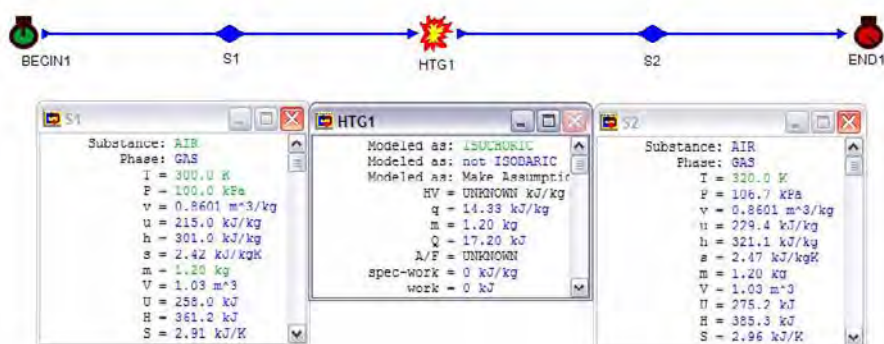 BEGIN1
S1
HTG1
S2
END1
S1
Substance: AIR
Phase: GAS
T = 300.0 K
P = 100.0 kPa
v = 0.8601 m^3/kg
u = 215.0 kJ/kg
h = 301.0 kJ/kg
s = 2.42 kJ/kgK
m = 1.20 kg
V = 1.03 m^3
U = 258.0 kJ
H = 361.2 kJ
S = 2.91 kJ/K
HTG1
Modeled as: ISOCHORIC
Modeled as: not ISOBARIC
Modeled as: Make Assumptio
HV = UNKNOWN kJ/kg
q = 14.33 kJ/kg
m = 1.20 kg
Q = 17.20 kJ
A/F = UNKNOWN
spec-work = 0 kJ/kg
work = 0 kJ
S2
Substance: AIR
Phase: GAS
T = 320.0 K
P = 106.7 kPa
v = 0.8601 m^3/kg
u = 229.4 kJ/kg
h = 321.1 kJ/kg
s = 2.47 kJ/kgK
m = 1.20 kg
V = 1.03 m^3
U = 275.2 kJ
H = 385.3 kJ
S = 2.96 kJ/K